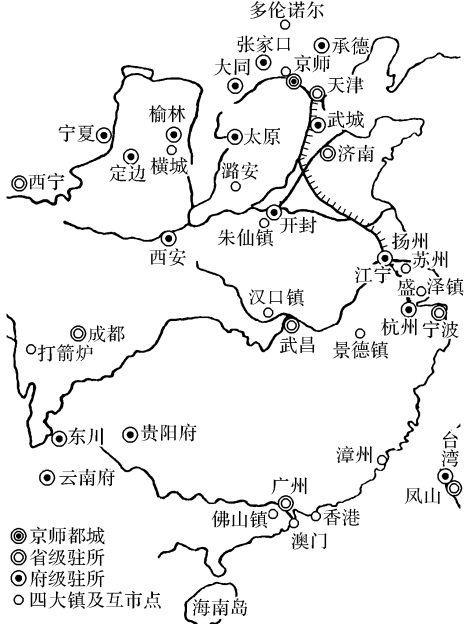 多伦诺尔
张家口
承德
大同
京师
天津
榆林
武城
宁夏
太原
济南
横城
定边
潞安
西宁
开封
朱仙镇
扬州
西安
苏州
江宁
盛泽镇
汉口镇
成都
杭州
宁波
武昌
打箭炉
景德镇
东川
贵阳府
台湾
漳州
云南府
广州
凤山
佛山镇
香港
澳门
京师都城
省级驻所
府级驻所
四大镇及互市点
海南岛